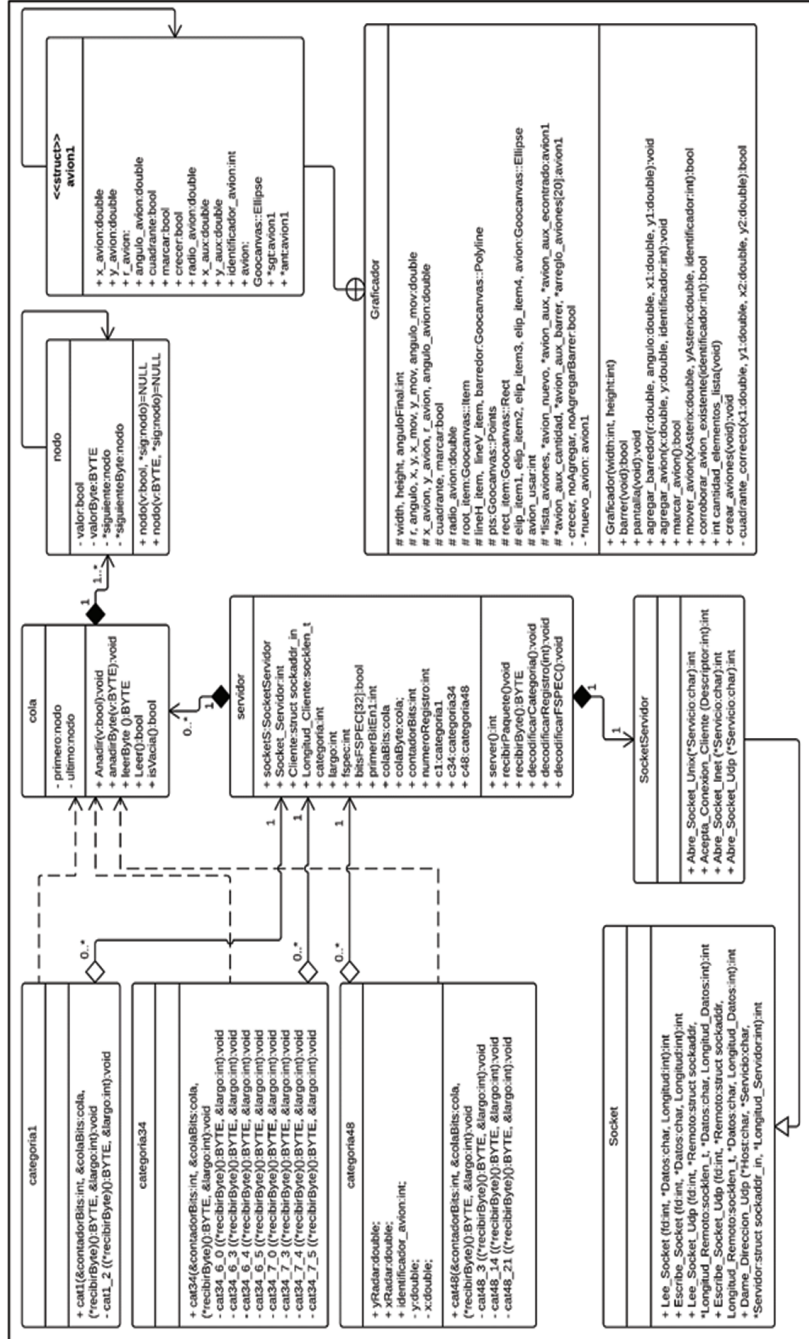 categoria1
+ cat1(&contadorBits:int, &colaBits:cola,
(*recibirByte)():BYTE, &largo:int):void
- cat1_2 ((*recibirByte)():BYTE, &largo:int):void
categoria34
+ cat34(&contadorBits:int, &colaBits:cola,
(*recibirByte)():BYTE, &largo:int):void
- cat34_6_0 ((*recibirByte)():BYTE, &largo:int):void
- cat34_6_3 ((*recibirByte)():BYTE, &largo:int):void
- cat34_6_4 ((*recibirByte)():BYTE, &largo:int):void
- cat34_6_5 ((*recibirByte)():BYTE, &largo:int):void
- cat34_7_0 ((*recibirByte)():BYTE, &largo:int):void
- cat34_7_3 ((*recibirByte)():BYTE, &largo:int):void
- cat34_7_4 ((*recibirByte)():BYTE, &largo:int):void
- cat34_7_5 ((*recibirByte)():BYTE, &largo:int):void
categoria48
+ yRadar:double;
+ xRadar:double;
+ identificador_avion:int;
- y:double;
- x:double;
+ cat48(&contadorBits:int, &colaBits:cola,
(*recibirByte)():BYTE, &largo:int):void
- cat48_3 ((*recibirByte)():BYTE, &largo:int):void
- cat48_14 ((*recibirByte)():BYTE, &largo:int):void
- cat48_21 ((*recibirByte)():BYTE, &largo:int):void
Socket
+ Lee_Socket (fd:int, *Datos:char, Longitud:int):int
+ Escribe_Socket (fd:int, *Datos:char, Longitud:int):int
+ Lee_Socket_Udp (fd:int, *Remoto:struct sockaddr,
*Longitud_Remoto:socklen_t, *Datos:char, Longitud_Datos:int):int
+ Escribe_Socket_Udp (fd:int, *Remoto:struct sockaddr,
Longitud_Remoto:socklen_t, *Datos:char, Longitud_Datos:int):int
+ Dame_Direccion_Udp (*Host:char, *Servicio:char,
*Servidor:struct sockaddr_in, *Longitud_Servidor:int):int
0..*
0..*
0..*
1
1
1
cola
- primero:nodo
- ultimo:nodo
+ Anadir(v:bool):void
+ anadirByte(v:BYTE):void
+ leerByte():BYTE
+ Leer():bool
+ isVacia():bool
1
1..*
0..*
1
servidor
+ socketS:SocketServidor
+ Socket_Servidor:int
+ Cliente:struct sockaddr_in
+ Longitud_Cliente:socklen_t
+ categoria:int
+ largo:int
+ fspec:int
+ bitsFSPEC[32]:bool
+ primerBitEn1:int
+ colaBits:cola
+ colaByte:cola;
+ contadorBits:int
+ numeroRegistro:int
+ c1:categoria1
+ c34:categoria34
+ c48:categoria48
+ server():int
+ recibirPaquete()void
+ recibirByte():BYTE
+ decodificarCategoria():void
+ decodificarRegistro(int):void
+ decodificarFSPEC():void
1
1
SocketServidor
+ Abre_Socket_Unix(*Servicio:char):int
+ Acepta_Conexion_Cliente (Descriptor:int):int
+ Abre_Socket_Inet (*Servicio:char):int
+ Abre_Socket_Udp (*Servicio:char):int
nodo
- valor:bool
- valorByte:BYTE
- *siguiente:nodo
- *siguienteByte:nodo
+ nodo(v:bool, *sig:nodo)=NULL
+ nodo(v:BYTE, *sig:nodo)=NULL
<<struct>>
avion1
+ x_avion:double
+ y_avion:double
+ r_avion:
+ angulo_avion:double
+ cuadrante:bool
+ marcar:bool
+ crecer:bool
+ radio_avion:double
+ x_aux:double
+ y_aux:double
+ identificador_avion:int
+ avion:
Goocanvas::Ellipse
+ *sgt:avion1
+ *ant:avion1
Graficador
# width, height, anguloFinal:int
# r, angulo, x, y, x_mov, y_mov, angulo_mov:double
# x_avion, y_avion, r_avion, angulo_avion:double
# cuadrante, marcar:bool
# radio_avion:double
# root_item:Goocanvas::Item
# lineH_item, lineV_item, barredor:Goocanvas::Polyline
# pts:Goocanvas::Points
# rect_item:Goocanvas::Rect
# elip_item1, elip_item2, elip_item3, elip_item4, avion:Goocanvas::Ellipse
# avion_usar:int
# *lista_aviones, *avion_nuevo, *avion_aux, *avion_aux_econtrado:avion1
# *avion_aux_cantidad, *avion_aux_barrer, *arreglo_aviones[20]:avion1
- crecer, noAgregar, noAgregarBarrer:bool
- *nuevo_avion: avion1
+ Graficador(width:int, height:int)
+ barrer(void):bool
+ pantalla(void):void
+ agregar_barredor(r:double, angulo:double, x1:double, y1:double):void
+ agregar_avion(x:double, y:double, identificador:int):void
+ marcar_avion():bool
+ mover_avion(xAsterix:double, yAsterix:double, identificador:int):bool
+ corroborar_avion_existente(identificador:int):bool
+ int cantidad_elementos_lista(void)
+ crear_aviones(void):void
- cuadrante_correcto(x1:double, y1:double, x2:double, y2:double):bool